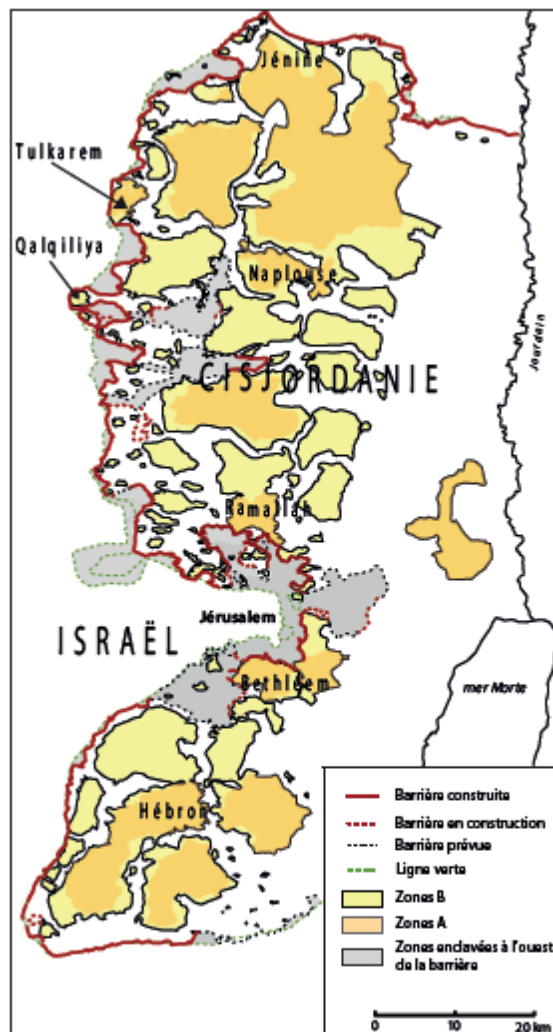 Jénine
Tulkarem
Qalqiliya
Naplouse
Jourdain
CISJORDANIE
Ramallah
Jérusalem
ISRAËL
Bethléem
mer Morte
Hébron
Barrière construite
Barrière en construction
Barrière prévue
Ligne verte
Zones B
Zones A
Zones enclavées à l'ouest
de la barrière
0 10 20 km